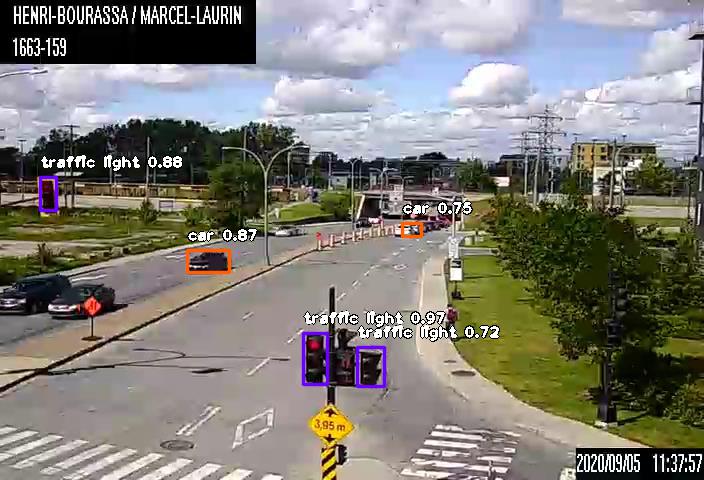 HENRI-BOURASSA / MARCEL-LAURIN
1663-159
traffic light 0.88
car 0.75
car 0.87
traffic light 0.97
traffic light 0.72
3,95 m
2020/09/05 11:37:57